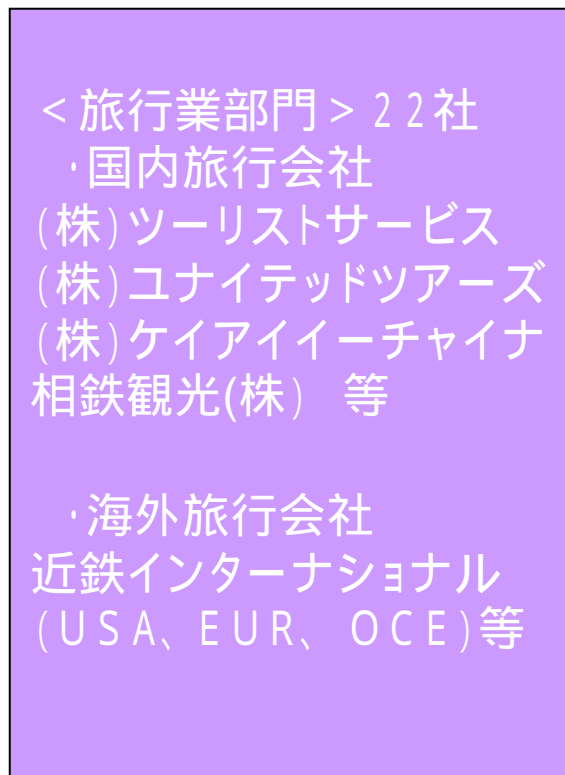 ＜旅行業部門＞２２社
・国内旅行会社
(株)ツーリストサービス
(株)ユナイテッドツアーズ
(株)ケイアイイーチャイナ
相鉄観光(株)　等
・海外旅行会社
近鉄インターナショナル
(ＵＳＡ、ＥＵＲ、ＯＣＥ)等